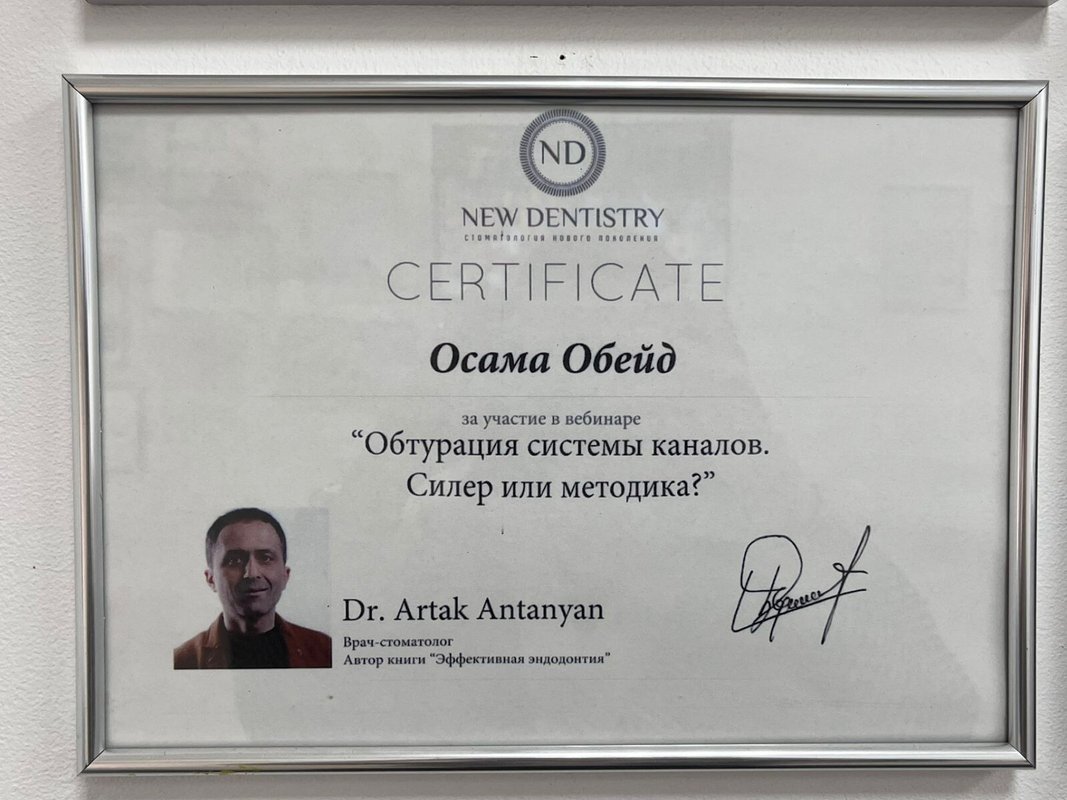 ND
NEW DENTISTRY
СТОМАТОЛОГИЯ НОВОГО ПОКОЛЕНИЯ
CERTIFICATE
Осама Обейд
за участие в вебинаре
“Обтурация системы каналов.
Силер или методика?”
Dr. Artak Antanyan
Врач-стоматолог
Автор книги “Эффективная эндодонтия”